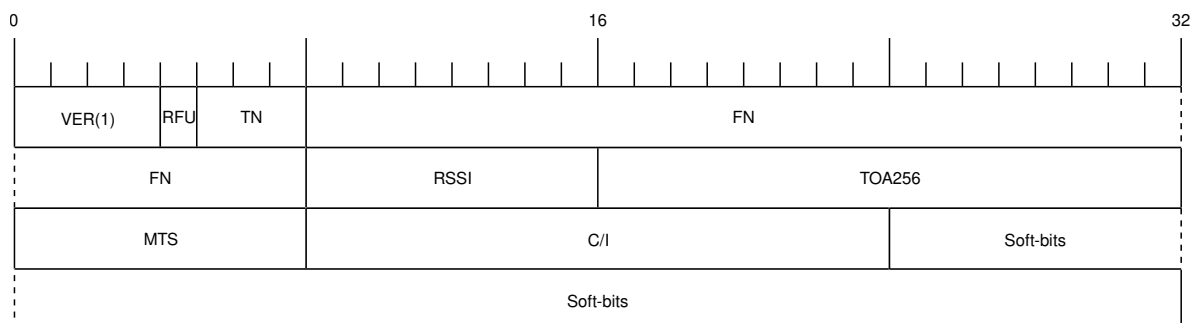 0 16 32
VER(1) RFU TN FN
FN RSSI TOA256
MTS C/I Soft-bits
Soft-bits